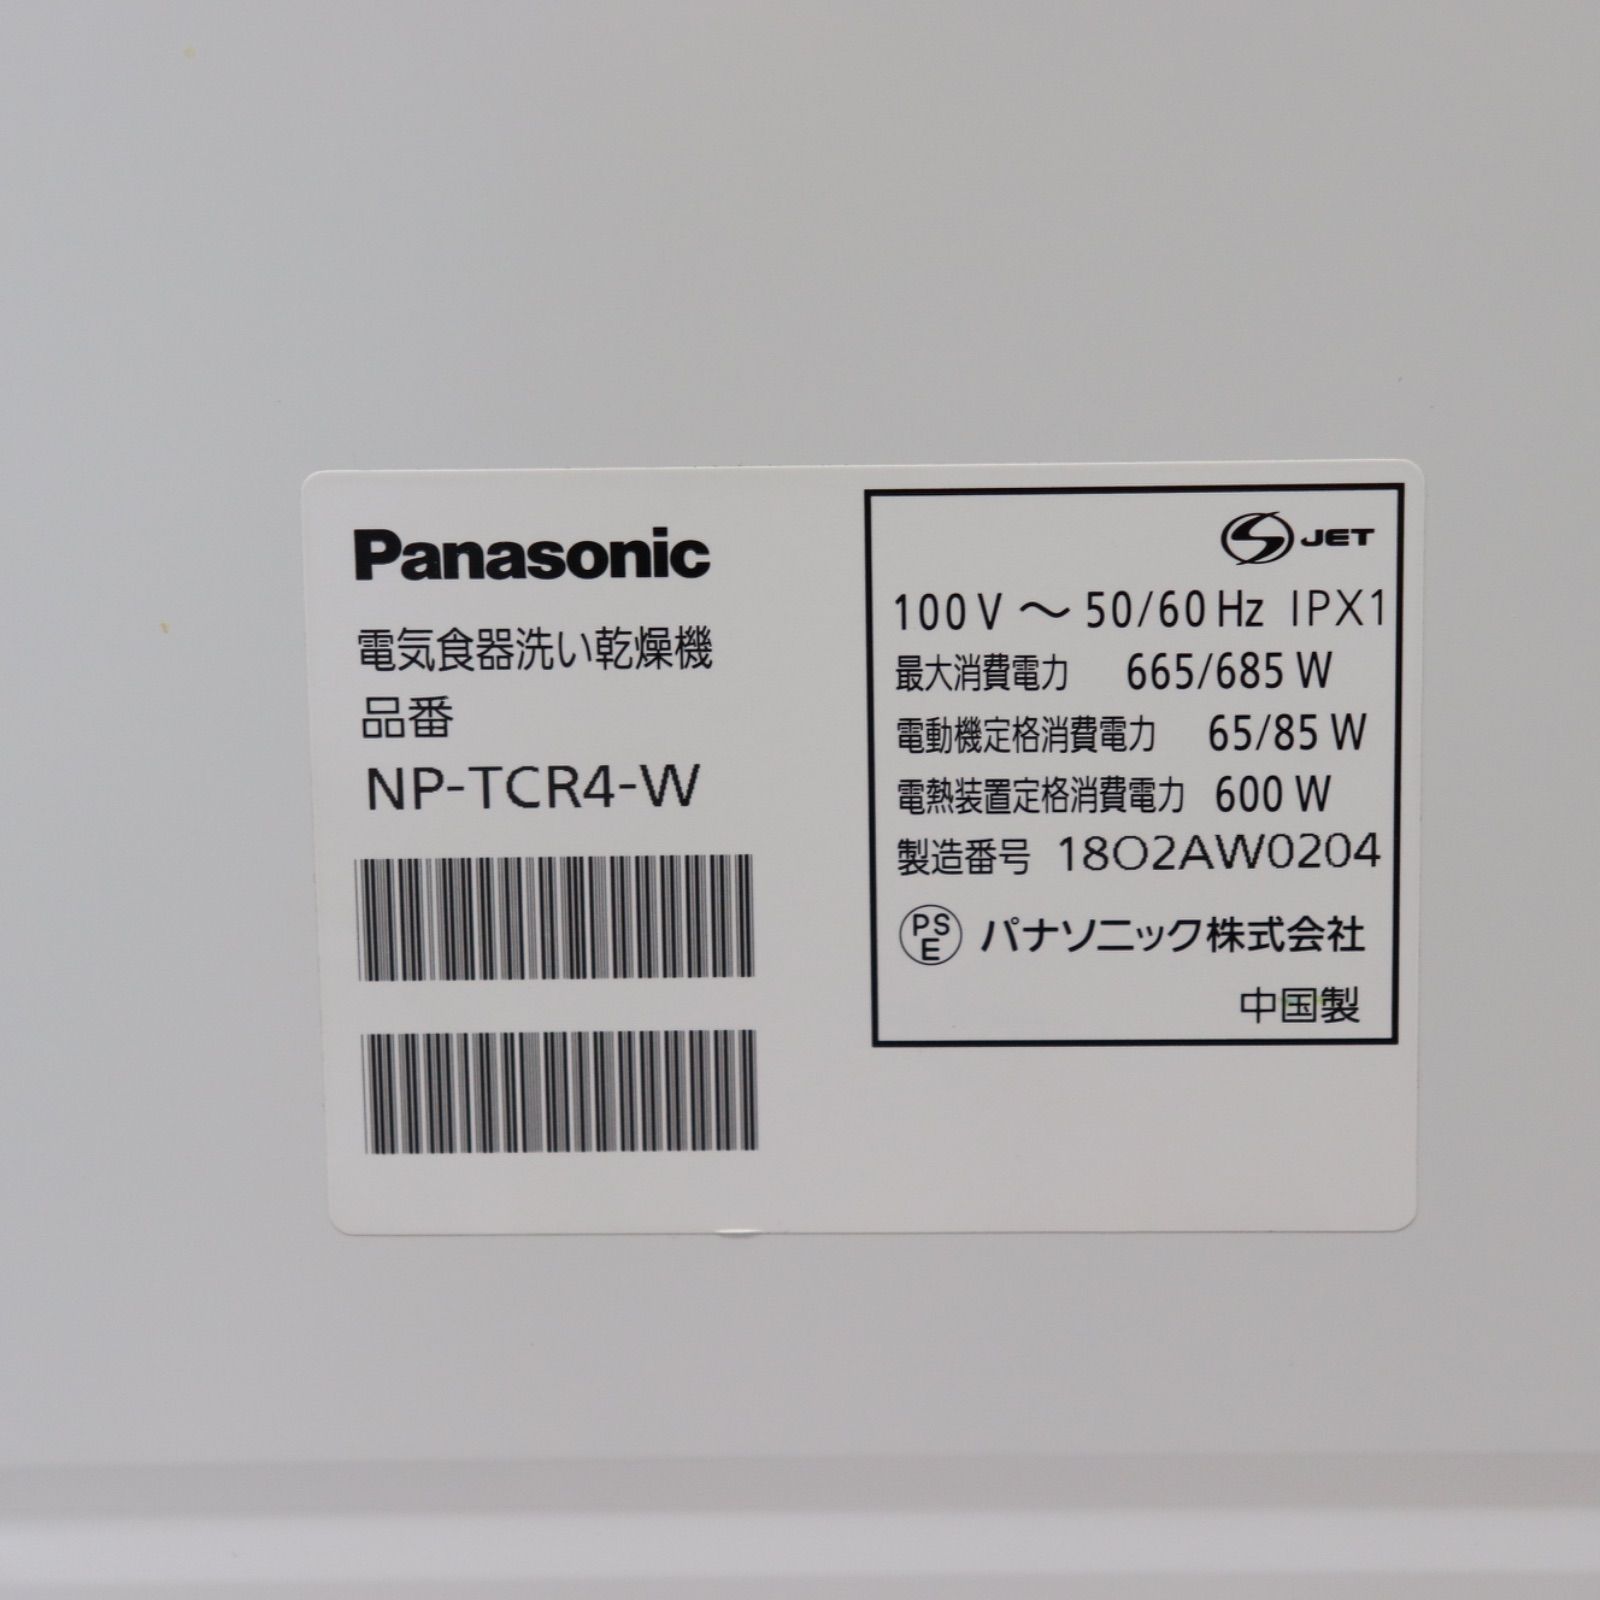 Panasonic
電気食器洗い乾燥機
品番
NP-TCR4-W
JET
100V～50/60Hz IPX1
最大消費電力 665/685W
電動機定格消費電力 65/85W
電熱装置定格消費電力 600W
製造番号 18O2AW0204
PSE パナソニック株式会社
中国製